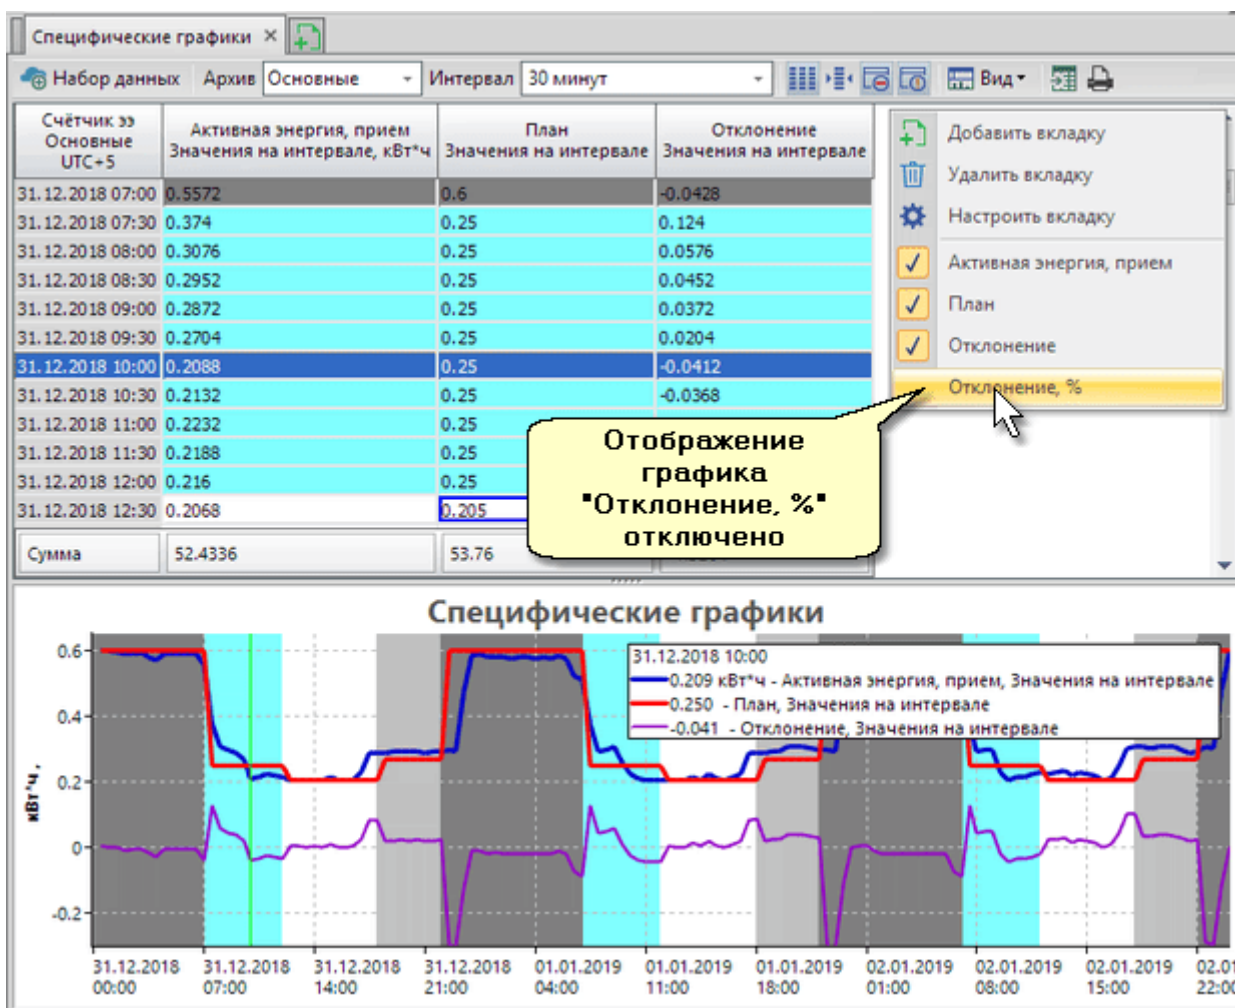 Специфические графики ×
Набор данных Архив Основные Интервал 30 минут Вид
Счётчик ээ
Основные
UTC+5
Активная энергия, прием
Значения на интервале, кВт*ч
План
Значения на интервале
Отклонение
Значения на интервале
31.12.2018 07:00 0.5572 0.6 -0.0428
31.12.2018 07:30 0.374 0.25 0.124
31.12.2018 08:00 0.3076 0.25 0.0576
31.12.2018 08:30 0.2952 0.25 0.0452
31.12.2018 09:00 0.2872 0.25 0.0372
31.12.2018 09:30 0.2704 0.25 0.0204
31.12.2018 10:00 0.2088 0.25 -0.0412
31.12.2018 10:30 0.2132 0.25 -0.0368
31.12.2018 11:00 0.2232 0.25
31.12.2018 11:30 0.2188 0.25
31.12.2018 12:00 0.216 0.25
31.12.2018 12:30 0.2068 0.205
Сумма 52.4336 53.76
Добавить вкладку
Удалить вкладку
Настроить вкладку
Активная энергия, прием
План
Отклонение
Отклонение, %
Отображение
графика
"Отклонение, %"
отключено
Специфические графики
31.12.2018 10:00
0.209 кВт*ч - Активная энергия, прием, Значения на интервале
0.250 - План, Значения на интервале
-0.041 - Отклонение, Значения на интервале
кВт*ч ,
0.6
0.4
0.2
0
-0.2
31.12.2018 31.12.2018 31.12.2018 31.12.2018 01.01.2019 01.01.2019 01.01.2019 02.01.2019 02.01.2019 02.01.2019 02.01
00:00 07:00 14:00 21:00 04:00 11:00 18:00 01:00 08:00 15:00 22:00